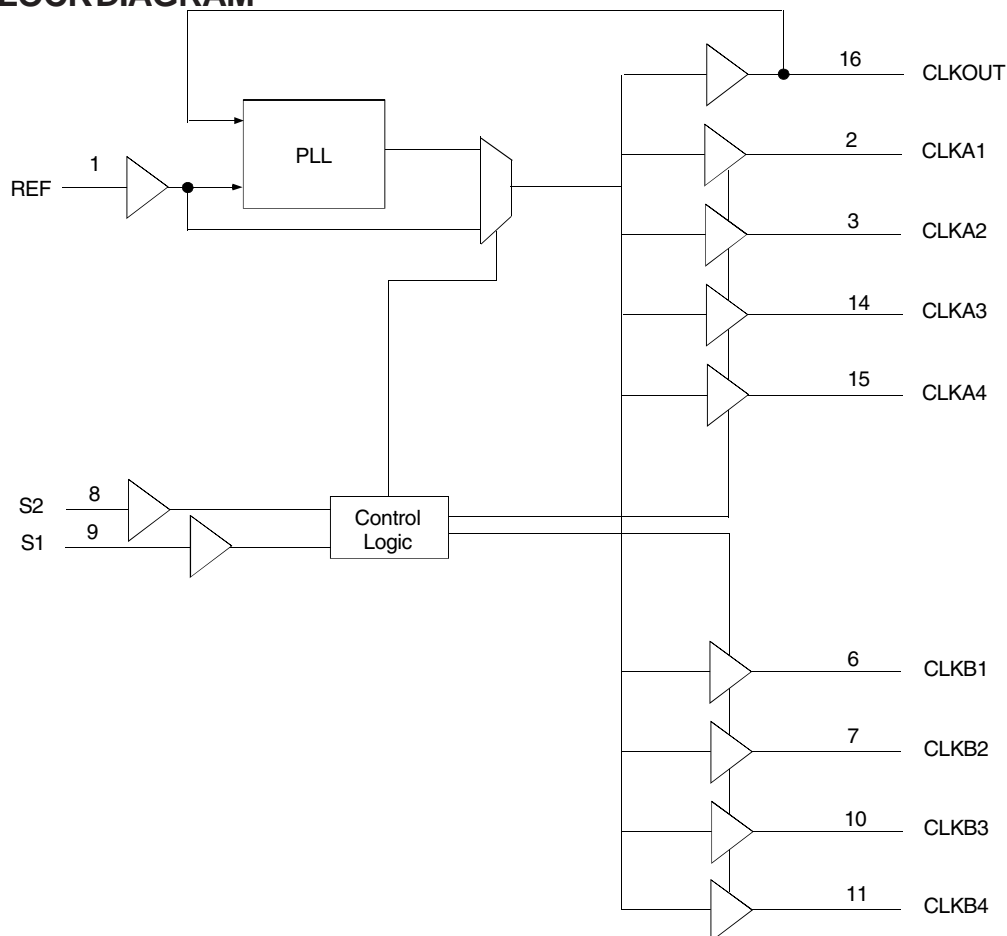 16
CLKOUT
PLL
2
CLKA1
1
REF
3
CLKA2
14
CLKA3
15
CLKA4
S2
8
S1
9
Control
Logic
6
CLKB1
7
CLKB2
10
CLKB3
11
CLKB4